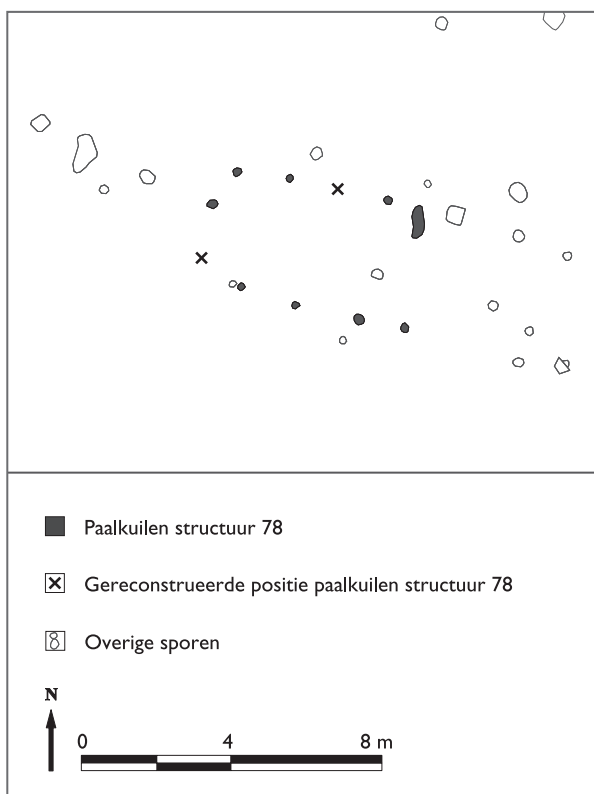 Paalkuilen structuur 78
Gereconstrueerde positie paalkuilen structuur 78
Overige sporen
N
0 4 8 m